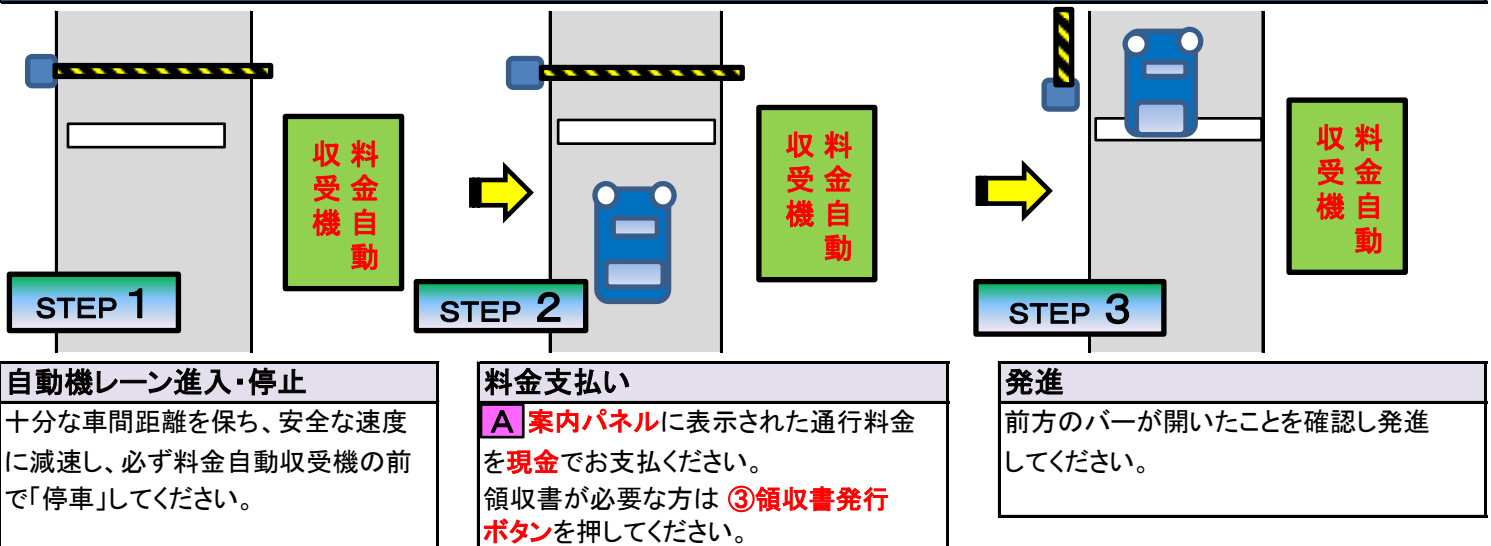 料金自動
収受機
STEP 1
料金自動
収受機
STEP 2
料金自動
収受機
STEP 3
自動機レーン進入・停止
十分な車間距離を保ち、安全な速度
に減速し、必ず料金自動収受機の前
で「停車」してください。
料金支払い
A 案内パネルに表示された通行料金
を現金でお支払ください。
領収書が必要な方は ③領収書発行
ボタンを押してください。
発進
前方のバーが開いたことを確認し発進
してください。